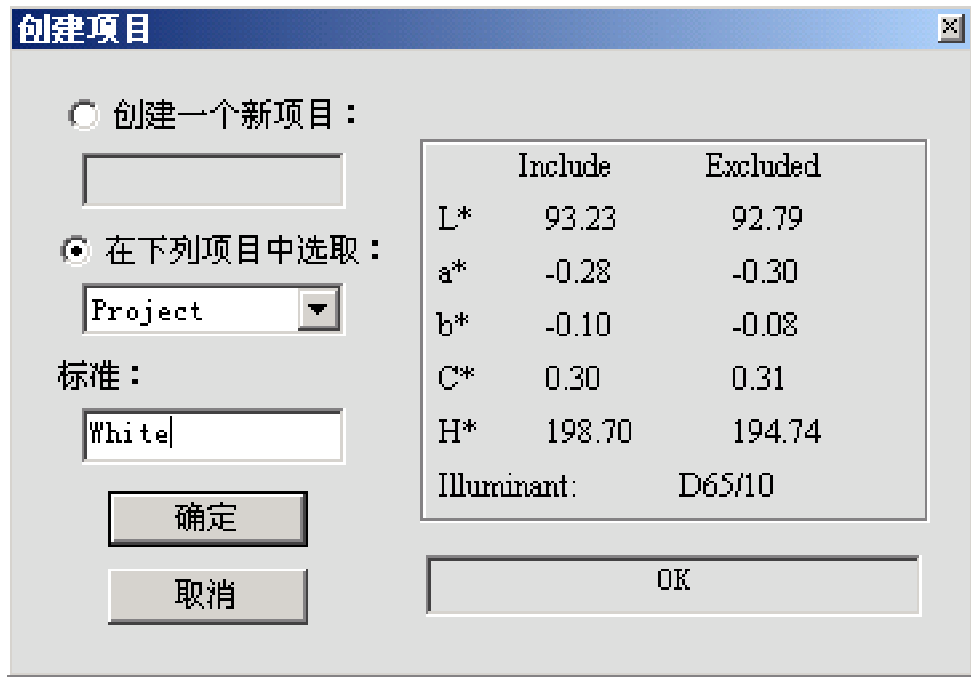 创建项目
创建一个新项目：
在下列项目中选取：
Project
标准：
White
确定
取消
Include Excluded
L* 93.23 92.79
a* -0.28 -0.30
b* -0.10 -0.08
C* 0.30 0.31
H* 198.70 194.74
Illuminant: D65/10
OK